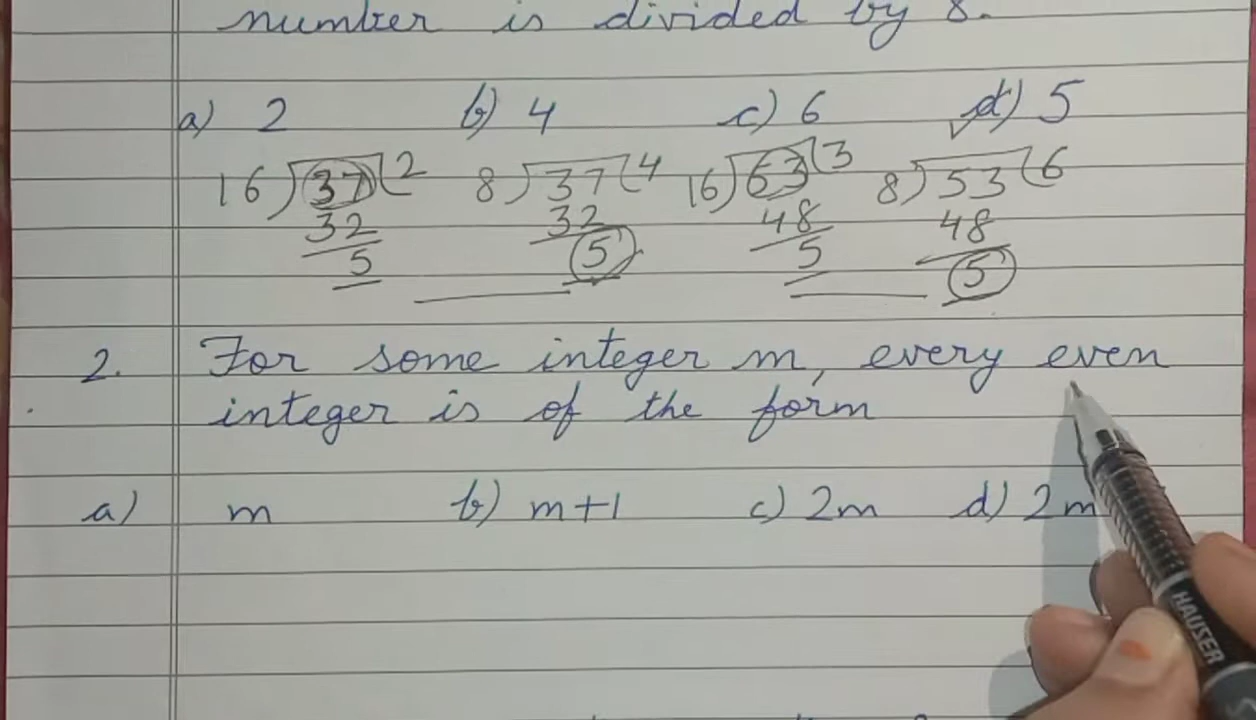 number is divided by 8.
a) 2 b) 4 c) 6 d) 5
16)37(2 8)37(4 16)63(3 8)53(6
32 32 48 48
5 5 5 5
2. For some integer m, every even
integer is of the form
a) m b) m+1 c) 2m d) 2m
HAUSER